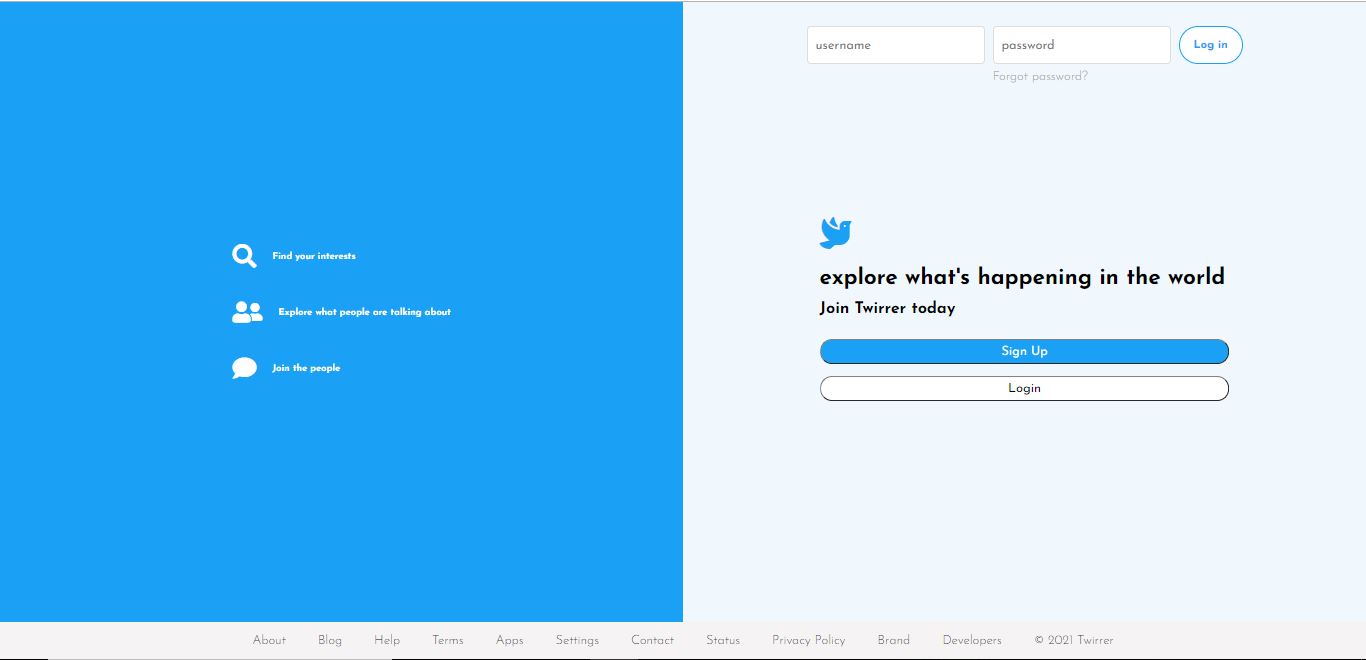 username password Log in
Forgot password?
Find your interests
Explore what people are talking about
Join the people
explore what's happening in the world
Join Twirrer today
Sign Up
Login
About Blog Help Terms Apps Settings Contact Status Privacy Policy Brand Developers © 2021 Twirrer